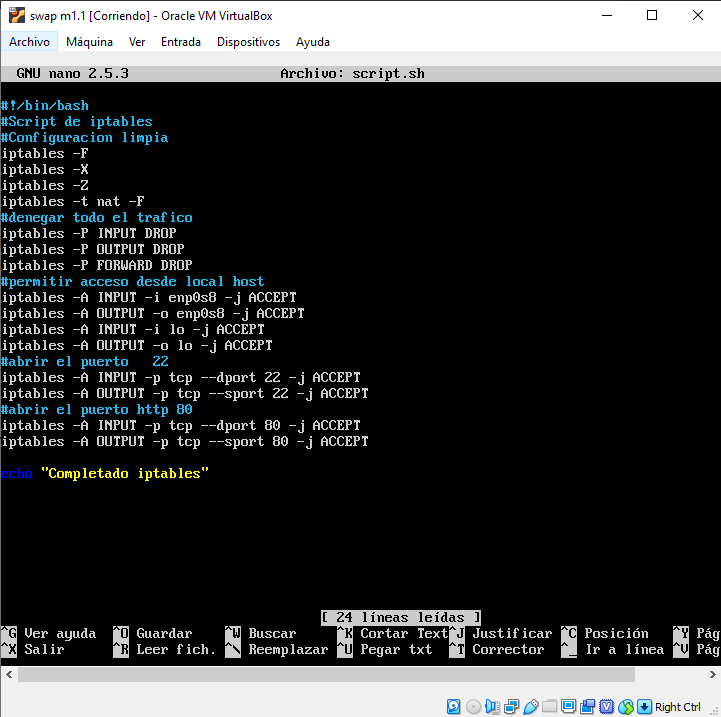 swap m1.1 [Corriendo] - Oracle VM VirtualBox
Archivo Máquina Ver Entrada Dispositivos Ayuda
GNU nano 2.5.3 Archivo: script.sh
#!/bin/bash
#Script de iptables
#Configuracion limpia
iptables -F
iptables -X
iptables -Z
iptables -t nat -F
#denegar todo el trafico
iptables -P INPUT DROP
iptables -P OUTPUT DROP
iptables -P FORWARD DROP
#permitir acceso desde local host
iptables -A INPUT -i enp0s8 -j ACCEPT
iptables -A OUTPUT -o enp0s8 -j ACCEPT
iptables -A INPUT -i lo -j ACCEPT
iptables -A OUTPUT -o lo -j ACCEPT
#abrir el puerto   22
iptables -A INPUT -p tcp --dport 22 -j ACCEPT
iptables -A OUTPUT -p tcp --sport 22 -j ACCEPT
#abrir el puerto http 80
iptables -A INPUT -p tcp --dport 80 -j ACCEPT
iptables -A OUTPUT -p tcp --sport 80 -j ACCEPT
echo "Completado iptables"
[ 24 líneas leídas ]
^G Ver ayuda ^O Guardar ^W Buscar ^K Cortar Text ^J Justificar ^C Posición ^Y Pág
^X Salir ^R Leer fich. ^\ Reemplazar ^U Pegar txt ^T Corrector ^_ Ir a línea ^V Pág
Right Ctrl